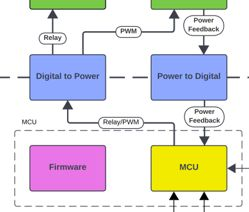 Power
Feedback
PWM
Relay
Digital to Power
Power to Digital
Power
Feedback
MCU
Relay/PWM
Firmware
MCU